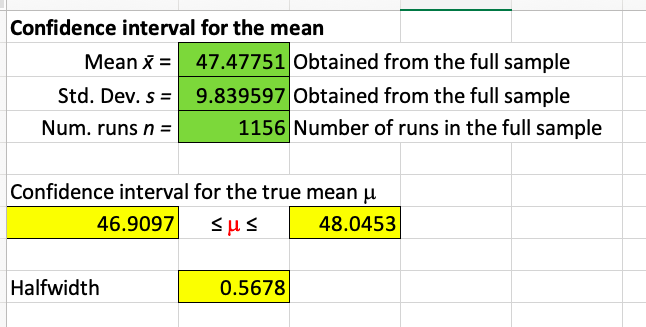 Confidence interval for the mean
Mean x̄ = 47.47751 Obtained from the full sample
Std. Dev. s = 9.839597 Obtained from the full sample
Num. runs n = 1156 Number of runs in the full sample
Confidence interval for the true mean μ
46.9097 ≤ μ ≤ 48.0453
Halfwidth 0.5678